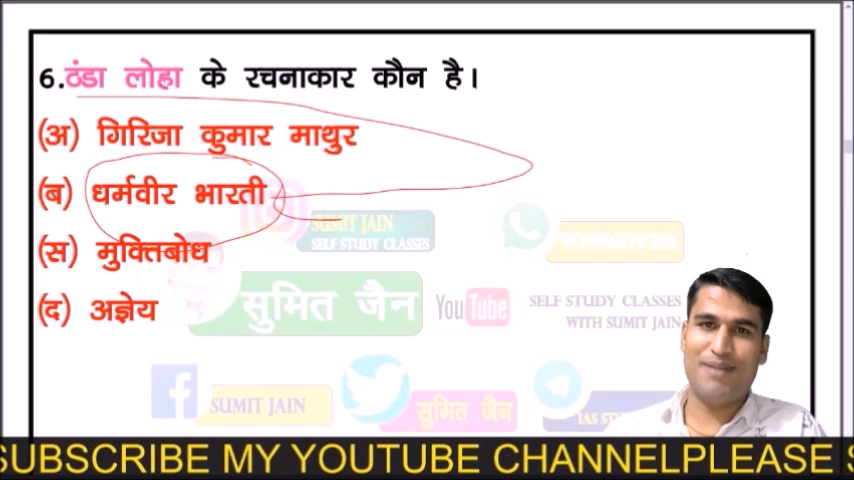 6.ठंडा लोहा के रचनाकार कौन है।
(अ) गिरिजा कुमार माथुर
(ब) धर्मवीर भारती
(स) मुक्तिबोध
(द) अज्ञेय
SUMIT JAIN
SELF STUDY CLASSES
सुमित जैन
YouTube
SELF STUDY CLASSES
WITH SUMIT JAIN
SUMIT JAIN
सुमित जैन
IAS
SUBSCRIBE MY YOUTUBE CHANNELPLEASE S